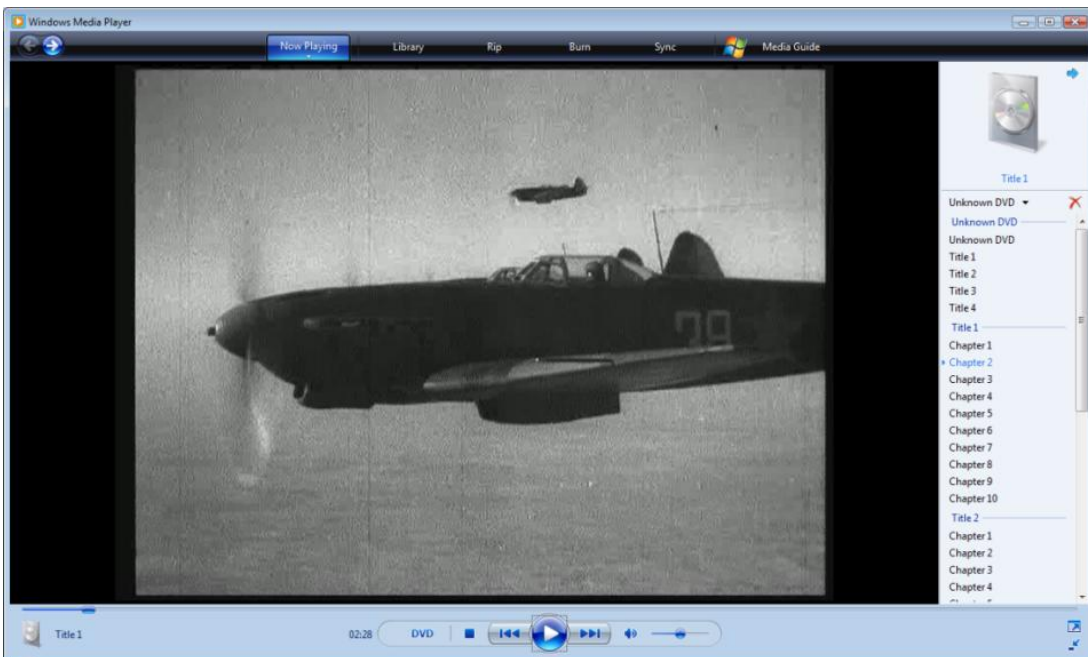 Windows Media Player
Now Playing Library Rip Burn Sync Media Guide
29
Title 1
Unknown DVD
Unknown DVD
Unknown DVD
Title 1
Title 2
Title 3
Title 4
Title 1
Chapter 1
Chapter 2
Chapter 3
Chapter 4
Chapter 5
Chapter 6
Chapter 7
Chapter 8
Chapter 9
Chapter 10
Title 2
Chapter 1
Chapter 2
Chapter 3
Chapter 4
Title 1 02:28 DVD